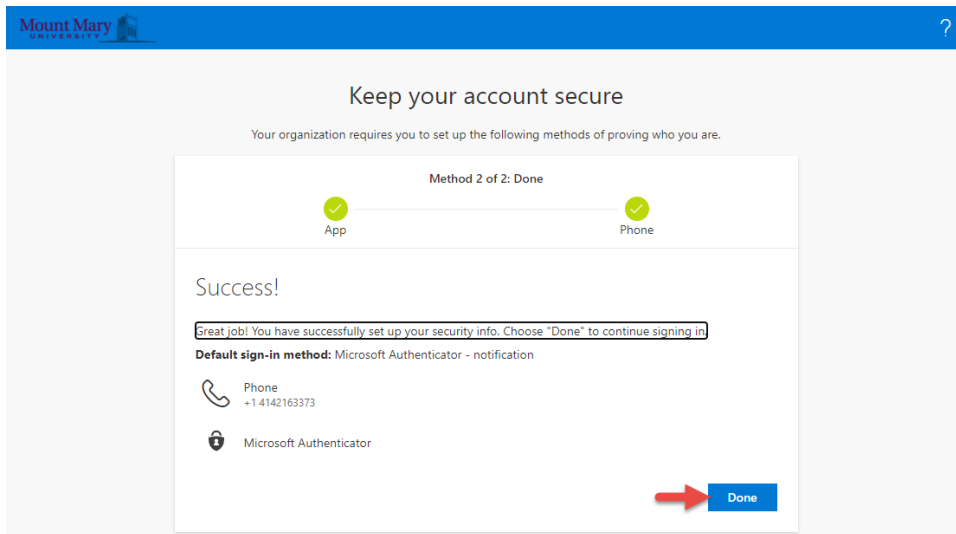 Mount Mary
UNIVERSITY
?
Keep your account secure
Your organization requires you to set up the following methods of proving who you are.
Method 2 of 2: Done
App
Phone
Success!
Great job! You have successfully set up your security info. Choose "Done" to continue signing in.
Default sign-in method: Microsoft Authenticator - notification
Phone
+1 4142163373
Microsoft Authenticator
Done